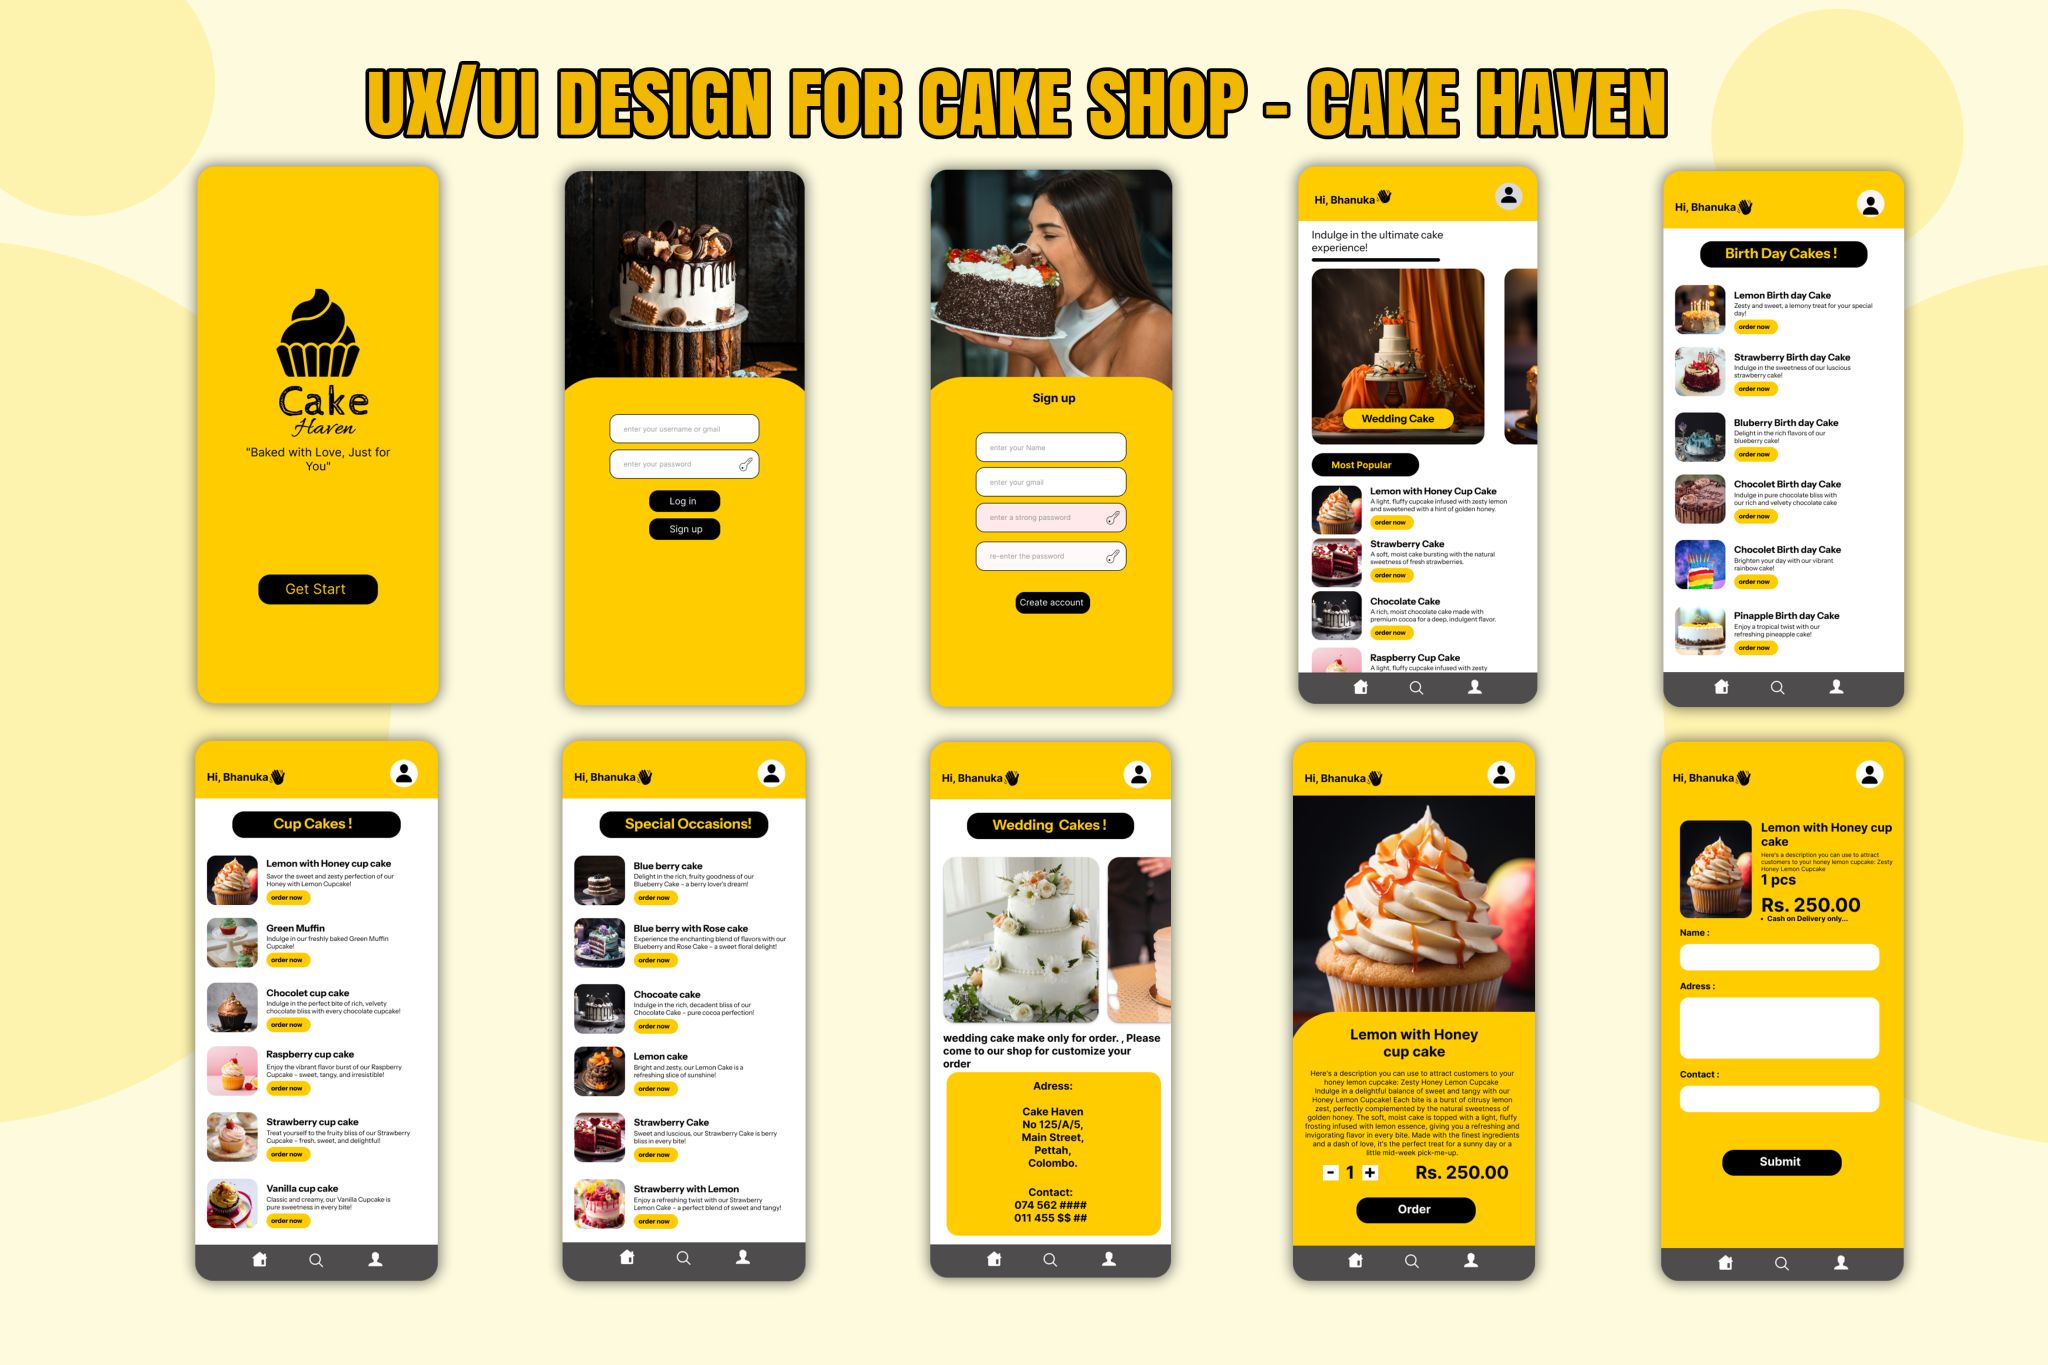 UX/UI DESIGN FOR CAKE SHOP - CAKE HAVEN
Cake
Haven
"Baked with Love, Just for
You"
Get Start
enter your username or gmail
enter your password
Log in
Sign up
Sign up
enter your Name
enter your gmail
enter a strong password
re-enter the password
Create account
Hi, Bhanuka
Indulge in the ultimate cake
experience!
Wedding Cake
Most Popular
Lemon with Honey Cup Cake
A light, fluffy cupcake infused with zesty lemon
and sweetened with a hint of golden honey.
order now
Strawberry Cake
A soft, moist cake bursting with the natural
sweetness of fresh strawberries.
order now
Chocolate Cake
A rich, moist chocolate cake made with
premium cocoa for a deep, indulgent flavor.
order now
Raspberry Cup Cake
A light, fluffy cupcake infused with zesty
Hi, Bhanuka
Birth Day Cakes !
Lemon Birth day Cake
Zesty and sweet, a lemony treat for your special
day!
order now
Strawberry Birth day Cake
Indulge in the sweetness of our luscious
strawberry cake!
order now
Bluberry Birth day Cake
Delight in the rich flavors of our
blueberry cake!
order now
Chocolet Birth day Cake
Indulge in pure chocolate bliss with
our rich and velvety chocolate cake
order now
Chocolet Birth day Cake
Brighten your day with our vibrant
rainbow cake!
order now
Pinapple Birth day Cake
Enjoy a tropical twist with our
refreshing pineapple cake!
order now
Hi, Bhanuka
Cup Cakes !
Lemon with Honey cup cake
Savor the sweet and zesty perfection of our
Honey with Lemon Cupcake!
order now
Green Muffin
Indulge in our freshly baked Green Muffin
Cupcake!
order now
Chocolet cup cake
Indulge in the perfect bite of rich, velvety
chocolate bliss with every chocolate cupcake!
order now
Raspberry cup cake
Enjoy the vibrant flavor burst of our Raspberry
Cupcake – sweet, tangy, and irresistible!
order now
Strawberry cup cake
Treat yourself to the fruity bliss of our Strawberry
Cupcake – fresh, sweet, and delightful!
order now
Vanilla cup cake
Classic and creamy, our Vanilla Cupcake is
pure sweetness in every bite!
order now
Hi, Bhanuka
Special Occasions!
Blue berry cake
Delight in the rich, fruity goodness of our
Blueberry Cake – a berry lover's dream!
order now
Blue berry with Rose cake
Experience the enchanting blend of flavors with our
Blueberry and Rose Cake – a sweet floral delight!
order now
Chocoate cake
Indulge in the rich, decadent bliss of our
Chocolate Cake – pure cocoa perfection!
order now
Lemon cake
Bright and zesty, our Lemon Cake is a
refreshing slice of sunshine!
order now
Strawberry Cake
Sweet and luscious, our Strawberry Cake is berry
bliss in every bite!
order now
Strawberry with Lemon
Enjoy a refreshing twist with our Strawberry
Lemon Cake – a perfect blend of sweet and tangy!
order now
Hi, Bhanuka
Wedding Cakes !
wedding cake make only for order. , Please
come to our shop for customize your
order
Adress:
Cake Haven
No 125/A/5,
Main Street,
Pettah,
Colombo.
Contact:
074 562 ####
011 455 $$ ##
Hi, Bhanuka
Lemon with Honey
cup cake
Here's a description you can use to attract customers to your
honey lemon cupcake: Zesty Honey Lemon Cupcake
Indulge in a delightful balance of sweet and tangy with our
Honey Lemon Cupcake! Each bite is a burst of citrusy lemon
zest, perfectly complemented by the natural sweetness of
golden honey. The soft, moist cake is topped with a light, fluffy
frosting infused with lemon essence, giving you a refreshing and
invigorating flavor in every bite. Made with the finest ingredients
and a dash of love, it's the perfect treat for a sunny day or a
little mid-week pick-me-up.
- 1 + Rs. 250.00
Order
Hi, Bhanuka
Lemon with Honey cup
cake
Here's a description you can use to attract
customers to your honey lemon cupcake: Zesty
Honey Lemon Cupcake
1 pcs
Rs. 250.00
• Cash on Delivery only...
Name :
Adress :
Contact :
Submit